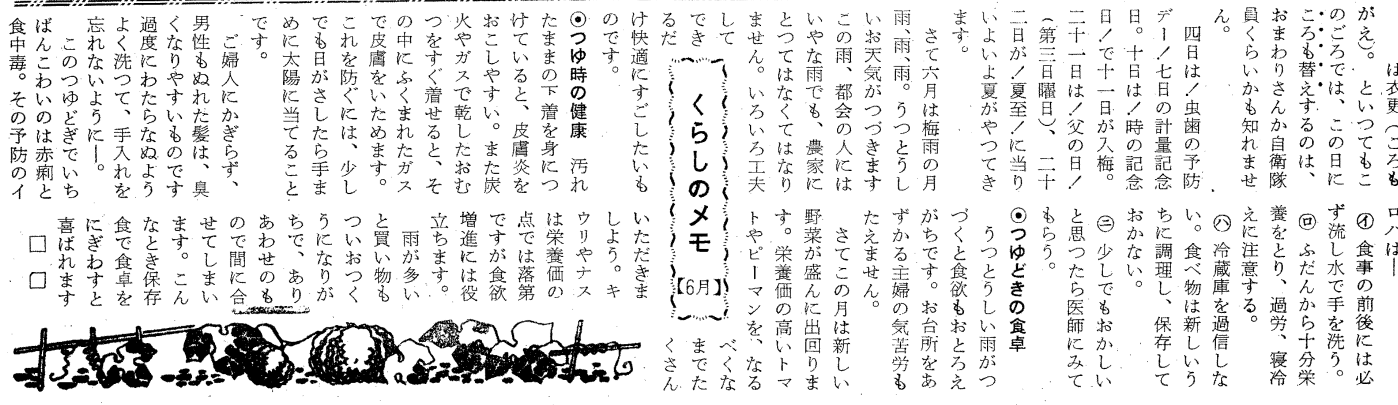 は衣更（ころも
がえ）。　といつてもこ
のごろでは、この日に
ころも替えするのは、
おまわりさんか自衛隊
員くらいかも知れませ
ん。
四日は／虫歯の予防
デー／七日の計量記念
日。十日は／時の記念
日／で十一日が入梅。
二十一日は／父の日／
（第三日曜日）、二十
二日が／夏至／に当り
いよいよ夏がやつてき
ます。
さて六月は梅雨の月
雨、雨、雨。うつとうし
いお天気がつづきます
この雨、都会の人には
いやな雨でも、農家に
とつてはなくてはなり
ません。いろいろ工夫
して
でき
るだ
け快適にすごしたいも
のです。
くらしのメモ
【6月】
◉つゆ時の健康　汚れ
たままの下着を身につ
けていると、皮膚炎を
おこしやすい。また炭
火やガスで乾したおむ
つをすぐ着せると、そ
の中にふくまれたガス
で皮膚をいためます。
これを防ぐには、少し
でも日がさしたら手ま
めに太陽に当てること
です。
ご婦人にかぎらず、
男性もぬれた髪は、臭
くなりやすいものです
過度にわたらなぬよう
よく洗つて、手入れを
忘れないように—。
このつゆどきでいち
ばんこわいのは赤痢と
食中毒。その予防のイ
ロハは—
㋑　食事の前後には必
ず流し水で手を洗う。
㋺　ふだんから十分栄
養をとり、過労、寝冷
えに注意する。
㋩　冷蔵庫を過信しな
い。食べ物は新しいう
ちに調理し、保存して
おかない。
㊁　少しでもおかしい
と思つたら医師にみて
もらう。
◉つゆどきの食卓
うつとうしい雨がつ
づくと食欲もおとろえ
がちです。お台所をあ
ずかる主婦の気苦労も
たえません。
さてこの月は新しい
野菜が盛んに出回りま
す。栄養価の高いトマ
トやピーマンを、なる
べくな
までた
くさん
いただきま
しよう。キ
ウリやナス
は栄養価の
点では落第
ですが食欲
増進には役
立ちます。
雨が多い
と買い物も
ついおつく
うになりが
ちで、あり
あわせのも
ので間に合
せてしまい
ます。こん
なとき保存
食で食卓を
にぎわすと
喜ばれます
□　□